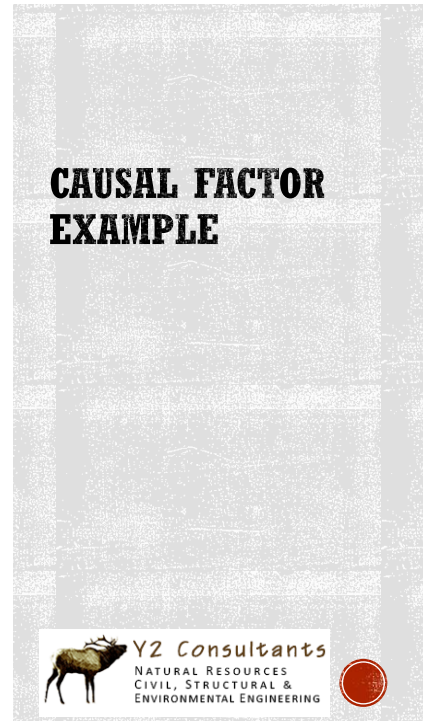 CAUSAL FACTOR
EXAMPLE
Y2 Consultants
NATURAL RESOURCES
CIVIL, STRUCTURAL &
ENVIRONMENTAL ENGINEERING